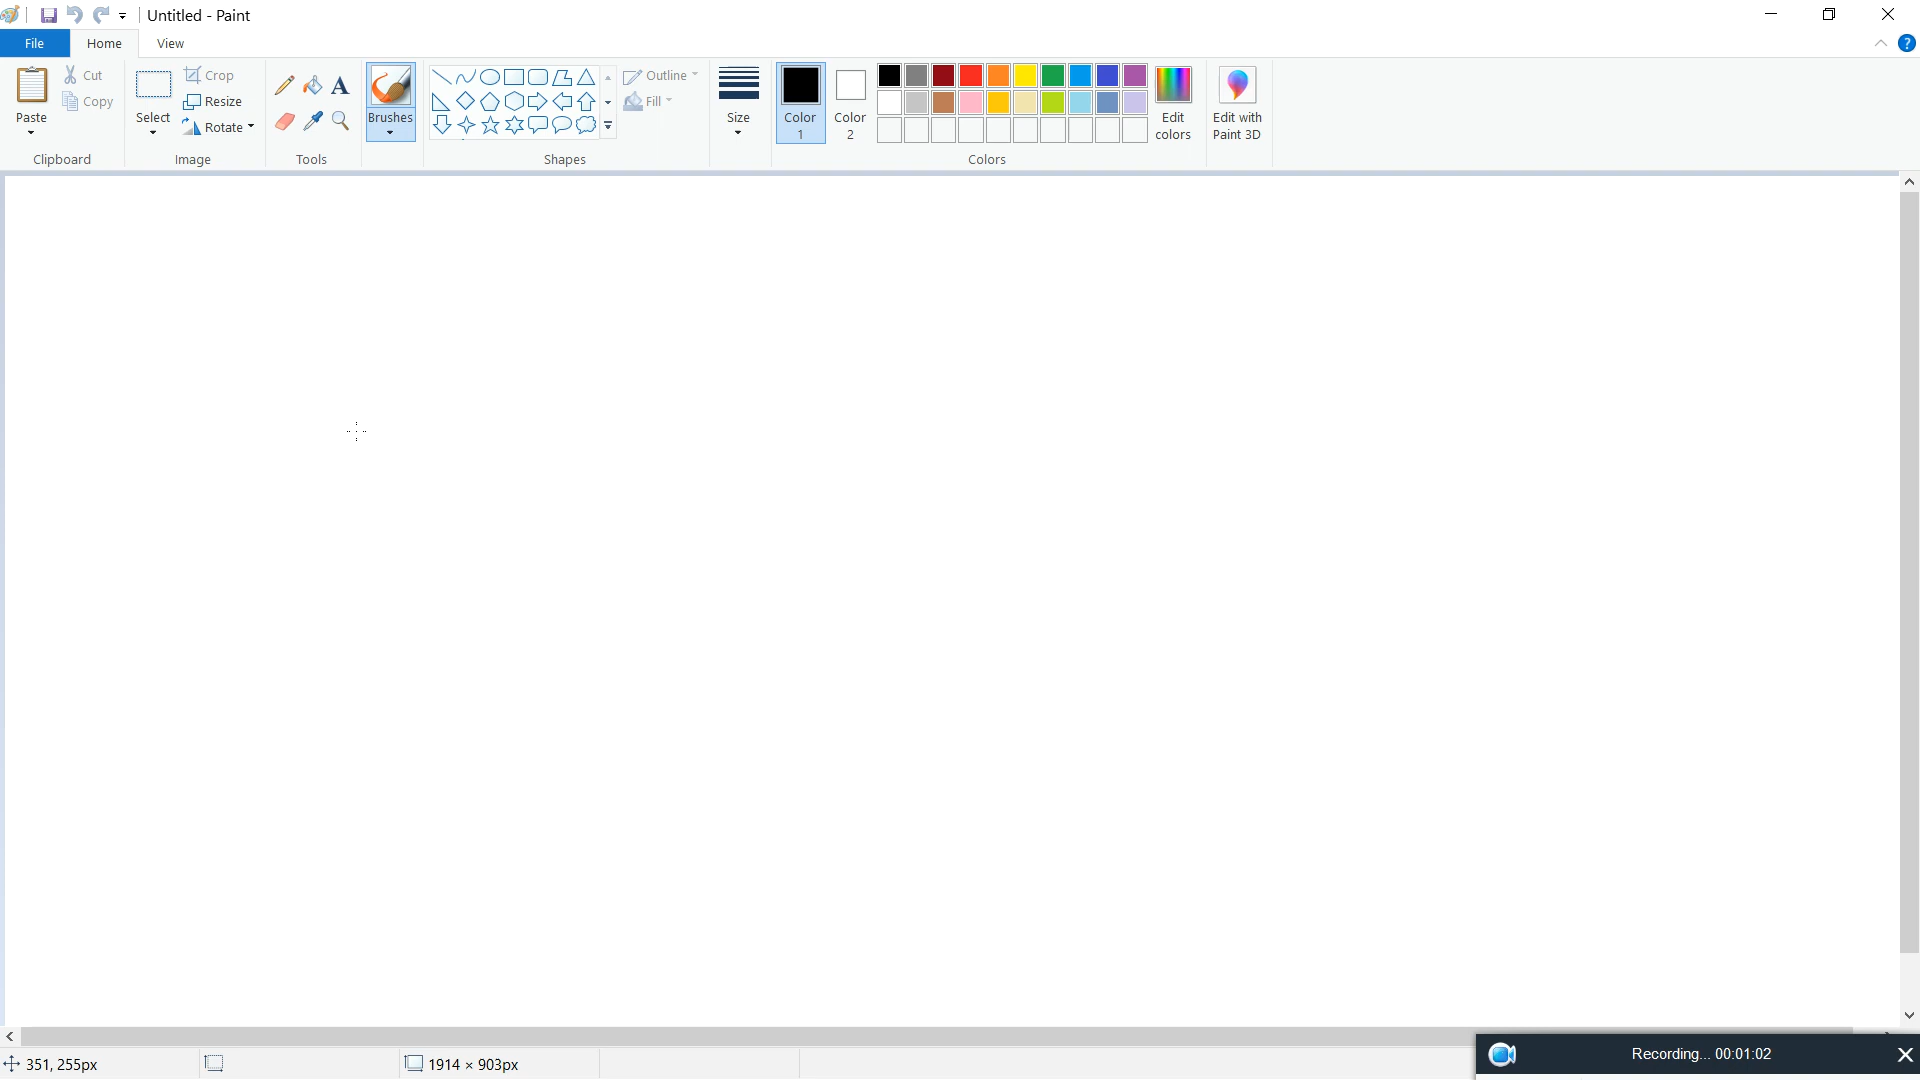 Untitled - Paint
File Home View
Paste Cut Copy
Clipboard
Select Crop Resize Rotate
Image
A
Tools
Brushes
Outline Fill
Shapes
Size
Color 1
Color 2
Edit colors
Colors
Edit with Paint 3D
351, 255px
1914 × 903px
Recording... 00:01:02